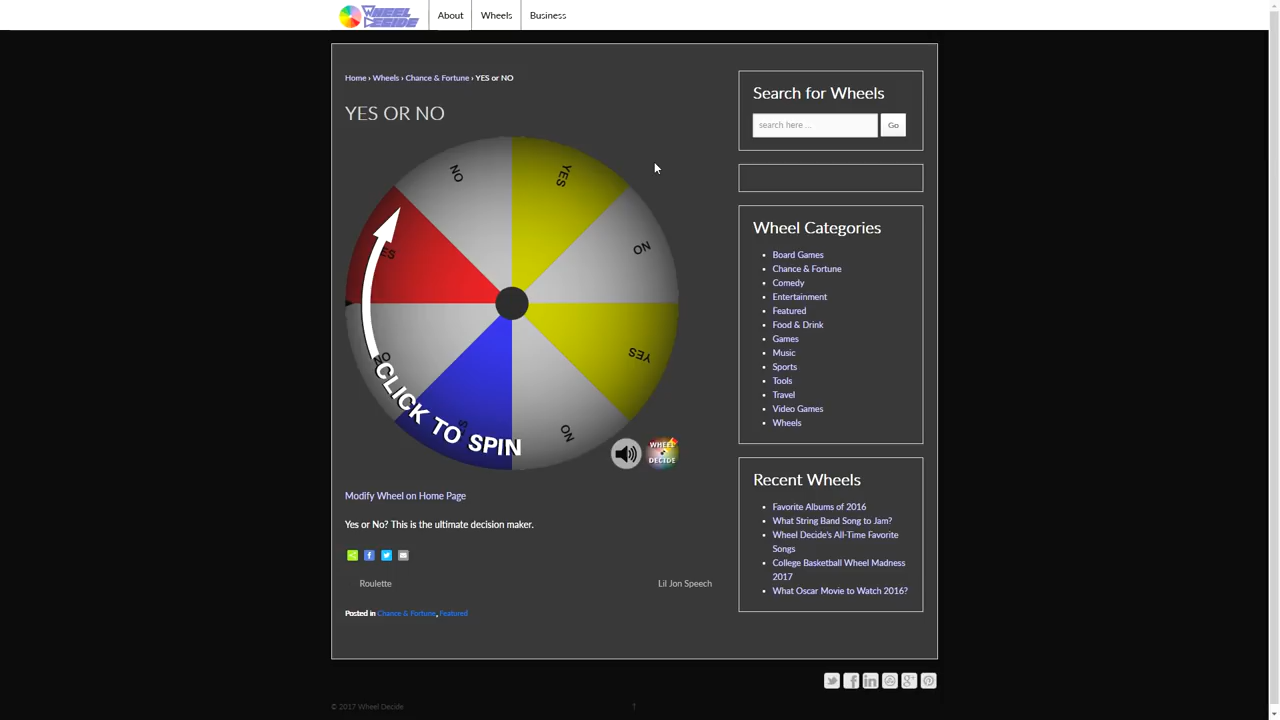 WHEEL DECIDE
About
Wheels
Business
Home › Wheels › Chance & Fortune › YES or NO
YES OR NO
NO
YES
NO
YES
NO
NO
CLICK TO SPIN
WHEEL DECIDE
Modify Wheel on Home Page
Yes or No? This is the ultimate decision maker.
Roulette
Lil Jon Speech
Posted in Chance & Fortune, Featured
Search for Wheels
search here ...
Go
Wheel Categories
Board Games
Chance & Fortune
Comedy
Entertainment
Featured
Food & Drink
Games
Music
Sports
Tools
Travel
Video Games
Wheels
Recent Wheels
Favorite Albums of 2016
What String Band Song to Jam?
Wheel Decide's All-Time Favorite
Songs
College Basketball Wheel Madness
2017
What Oscar Movie to Watch 2016?
© 2017 Wheel Decide
↑